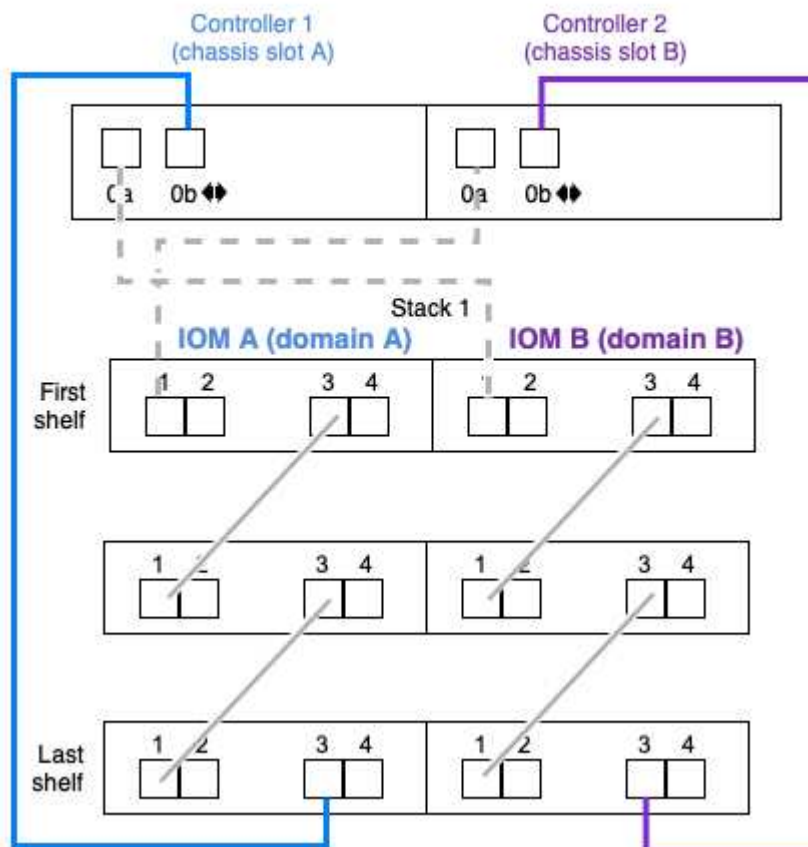 Controller 1
(chassis slot A)
Controller 2
(chassis slot B)
0a 0b
0a 0b
Stack 1
IOM A (domain A)
IOM B (domain B)
First
shelf
1 2 3 4
1 2 3 4
1 2 3 4
1 2 3 4
Last
shelf
1 2 3 4
1 2 3 4